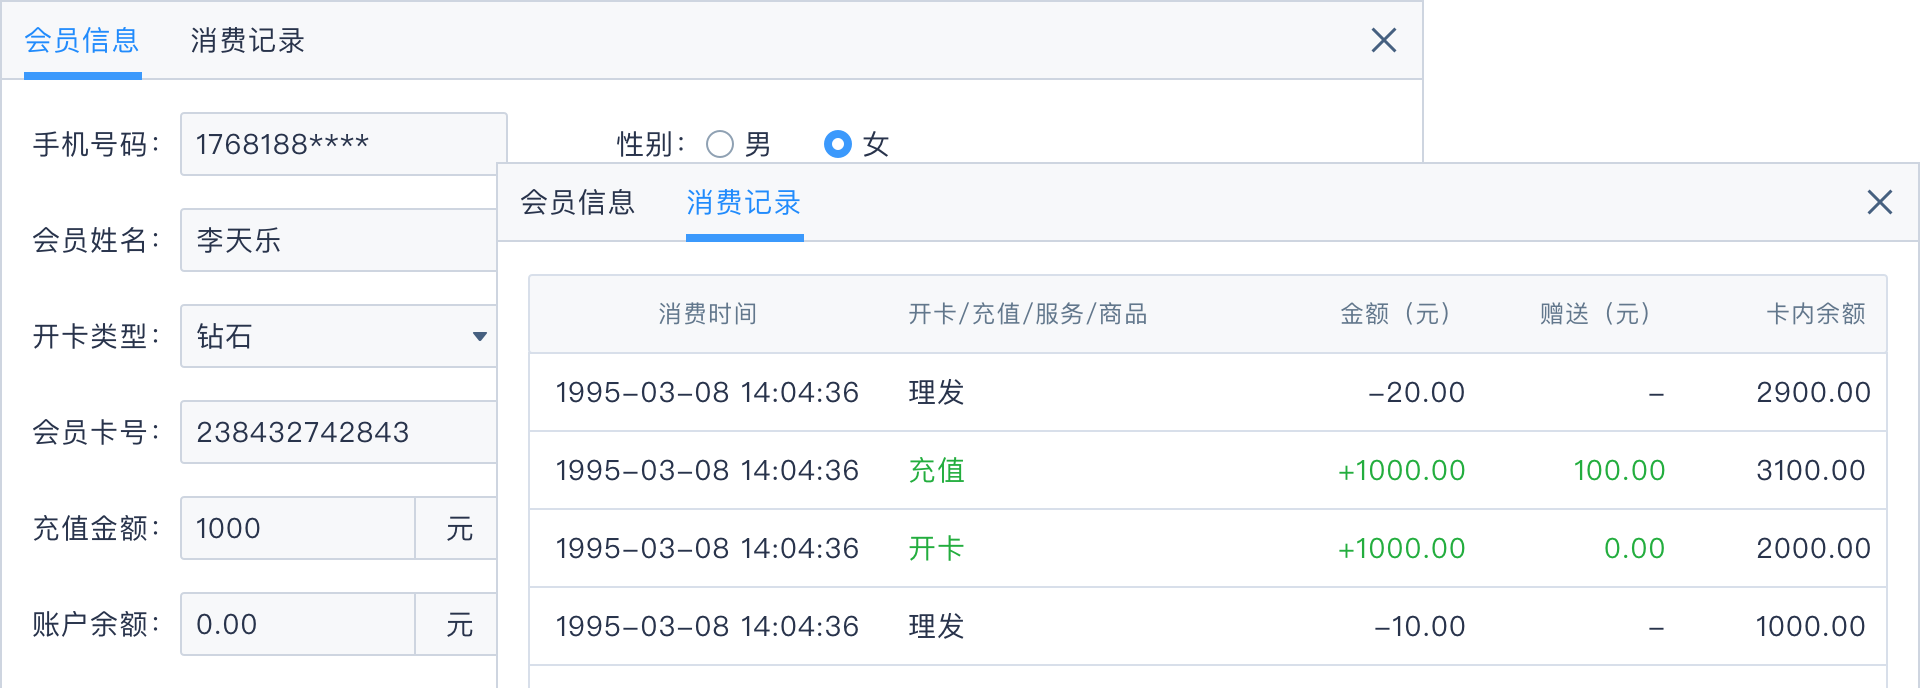 会员信息 消费记录
手机号码： 1768188**** 性别： 男 女
会员姓名： 李天乐
开卡类型： 钻石
会员卡号： 238432742843
充值金额： 1000 元
账户余额： 0.00 元
会员信息 消费记录
消费时间 开卡/充值/服务/商品 金额（元） 赠送（元） 卡内余额
1995-03-08 14:04:36 理发 -20.00 - 2900.00
1995-03-08 14:04:36 充值 +1000.00 100.00 3100.00
1995-03-08 14:04:36 开卡 +1000.00 0.00 2000.00
1995-03-08 14:04:36 理发 -10.00 - 1000.00